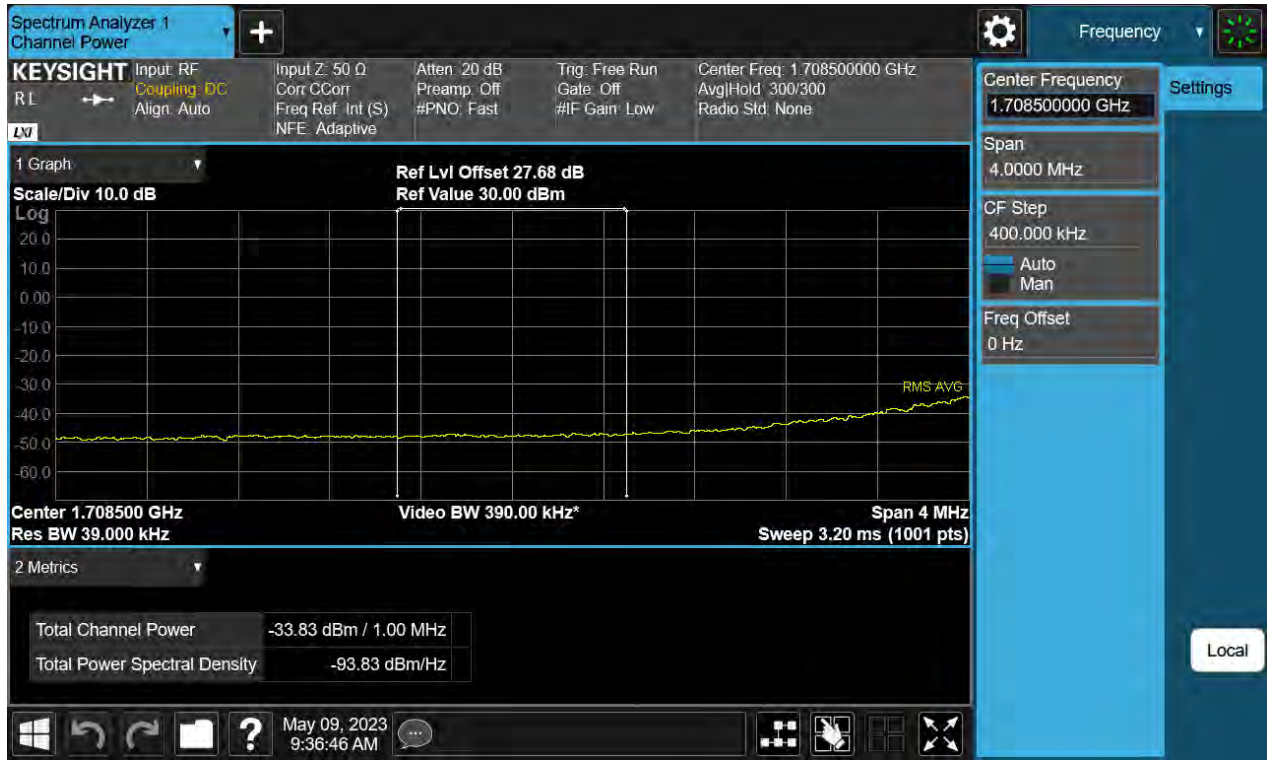 Spectrum Analyzer 1
Channel Power
Frequency
KEYSIGHT
RL
LXI
Input: RF
Coupling: DC
Align: Auto
Input Z: 50 Ω
Corr CCorr
Freq Ref: Int (S)
NFE: Adaptive
Atten: 20 dB
Preamp: Off
#PNO: Fast
Trig: Free Run
Gate: Off
#IF Gain: Low
Center Freq: 1.708500000 GHz
Avg|Hold: 300/300
Radio Std: None
Center Frequency
1.708500000 GHz
Settings
Span
4.0000 MHz
CF Step
400.000 kHz
Auto
Man
Freq Offset
0 Hz
1 Graph
Scale/Div 10.0 dB
Ref Lvl Offset 27.68 dB
Ref Value 30.00 dBm
Log
20.0
10.0
0.00
-10.0
-20.0
-30.0
-40.0
-50.0
-60.0
RMS AVG
Center 1.708500 GHz
Res BW 39.000 kHz
Video BW 390.00 kHz*
Span 4 MHz
Sweep 3.20 ms (1001 pts)
2 Metrics
Total Channel Power -33.83 dBm / 1.00 MHz
Total Power Spectral Density -93.83 dBm/Hz
Local
?
May 09, 2023
9:36:46 AM